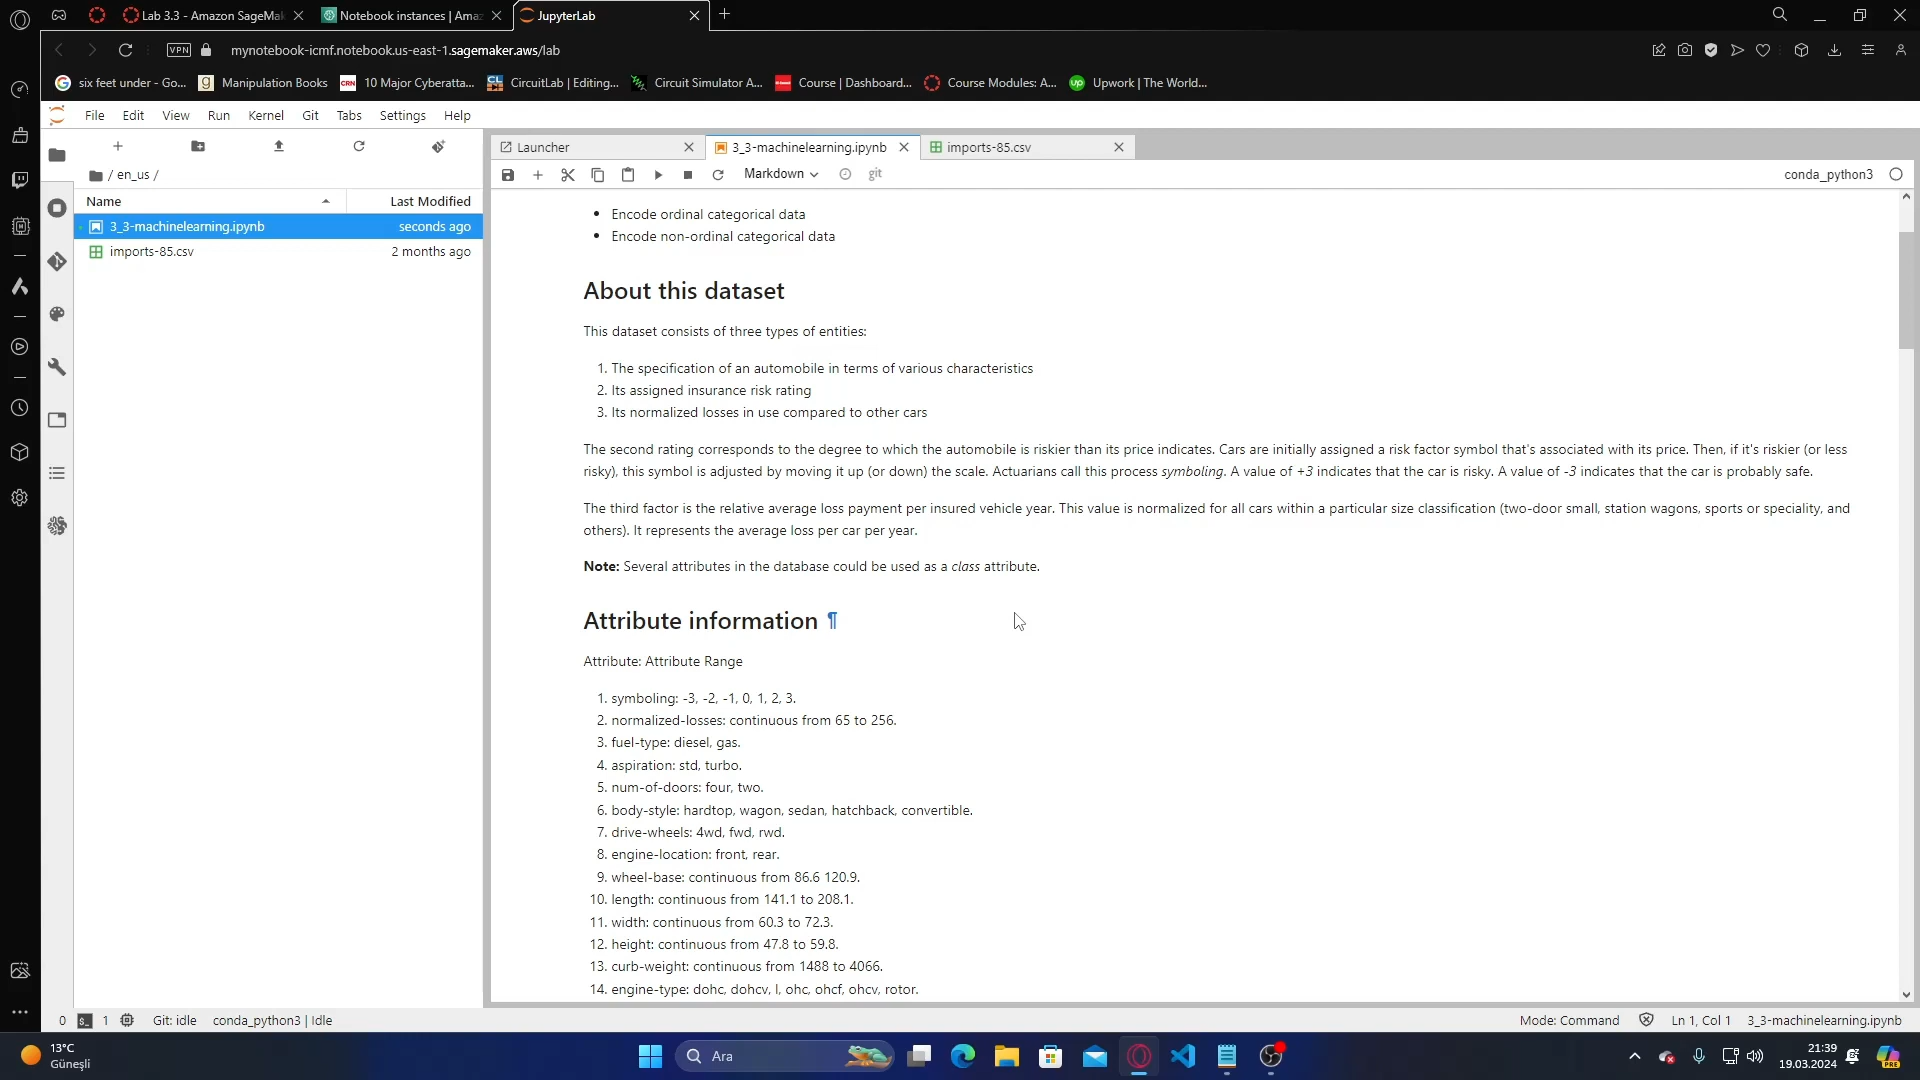 Lab 3.3 - Amazon SageMak
Notebook instances | Amaz
JupyterLab
VPN
mynotebook-icmf.notebook.us-east-1.sagemaker.aws/lab
six feet under - Go...
Manipulation Books
CRN
10 Major Cyberatta...
CL
CircuitLab | Editing...
Circuit Simulator A...
Course | Dashboard...
Course Modules: A...
up
Upwork | The World...
File Edit View Run Kernel Git Tabs Settings Help
/ en_us /
Name
Last Modified
3_3-machinelearning.ipynb
seconds ago
imports-85.csv
2 months ago
Launcher
3_3-machinelearning.ipynb
imports-85.csv
Markdown
git
conda_python3
• Encode ordinal categorical data
• Encode non-ordinal categorical data
About this dataset
This dataset consists of three types of entities:
1. The specification of an automobile in terms of various characteristics
2. Its assigned insurance risk rating
3. Its normalized losses in use compared to other cars
The second rating corresponds to the degree to which the automobile is riskier than its price indicates. Cars are initially assigned a risk factor symbol that's associated with its price. Then, if it's riskier (or less
risky), this symbol is adjusted by moving it up (or down) the scale. Actuarians call this process symboling. A value of +3 indicates that the car is risky. A value of -3 indicates that the car is probably safe.
The third factor is the relative average loss payment per insured vehicle year. This value is normalized for all cars within a particular size classification (two-door small, station wagons, sports or speciality, and
others). It represents the average loss per car per year.
Note: Several attributes in the database could be used as a class attribute.
Attribute information ¶
Attribute: Attribute Range
1. symboling: -3, -2, -1, 0, 1, 2, 3.
2. normalized-losses: continuous from 65 to 256.
3. fuel-type: diesel, gas.
4. aspiration: std, turbo.
5. num-of-doors: four, two.
6. body-style: hardtop, wagon, sedan, hatchback, convertible.
7. drive-wheels: 4wd, fwd, rwd.
8. engine-location: front, rear.
9. wheel-base: continuous from 86.6 120.9.
10. length: continuous from 141.1 to 208.1.
11. width: continuous from 60.3 to 72.3.
12. height: continuous from 47.8 to 59.8.
13. curb-weight: continuous from 1488 to 4066.
14. engine-type: dohc, dohcv, l, ohc, ohcf, ohcv, rotor.
0
1
Git: idle
conda_python3 | Idle
Mode: Command
Ln 1, Col 1
3_3-machinelearning.ipynb
13°C
Güneşli
Ara
21:39
19.03.2024
PRE